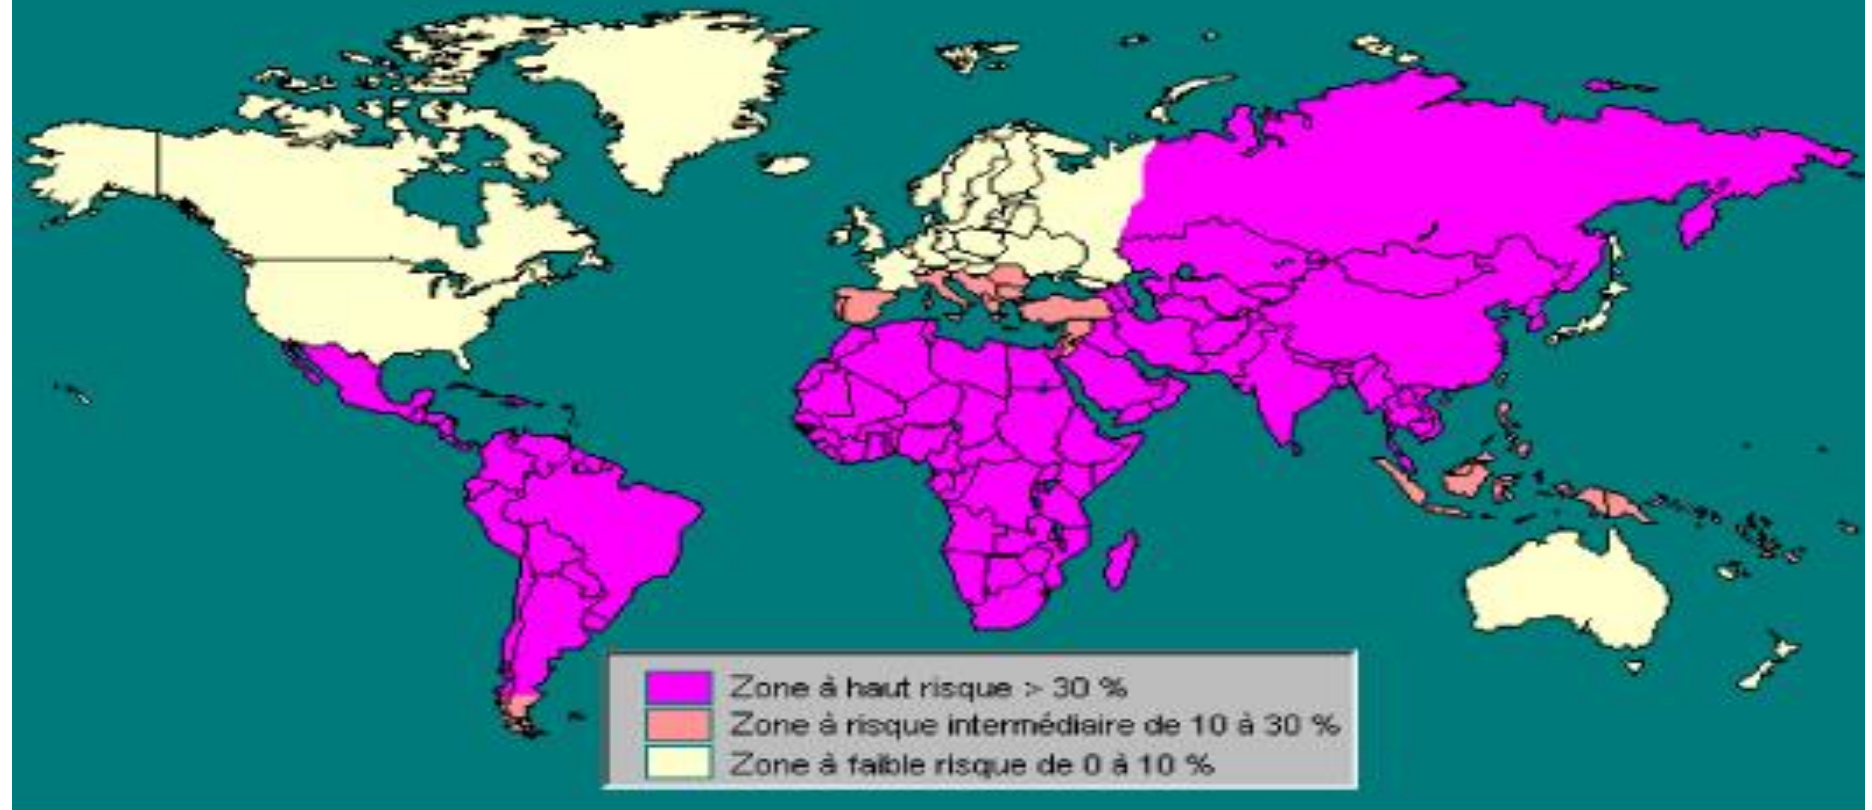 Zone à haut risque > 30 %
Zone à risque intermédiaire de 10 à 30 %
Zone à faible risque de 0 à 10 %